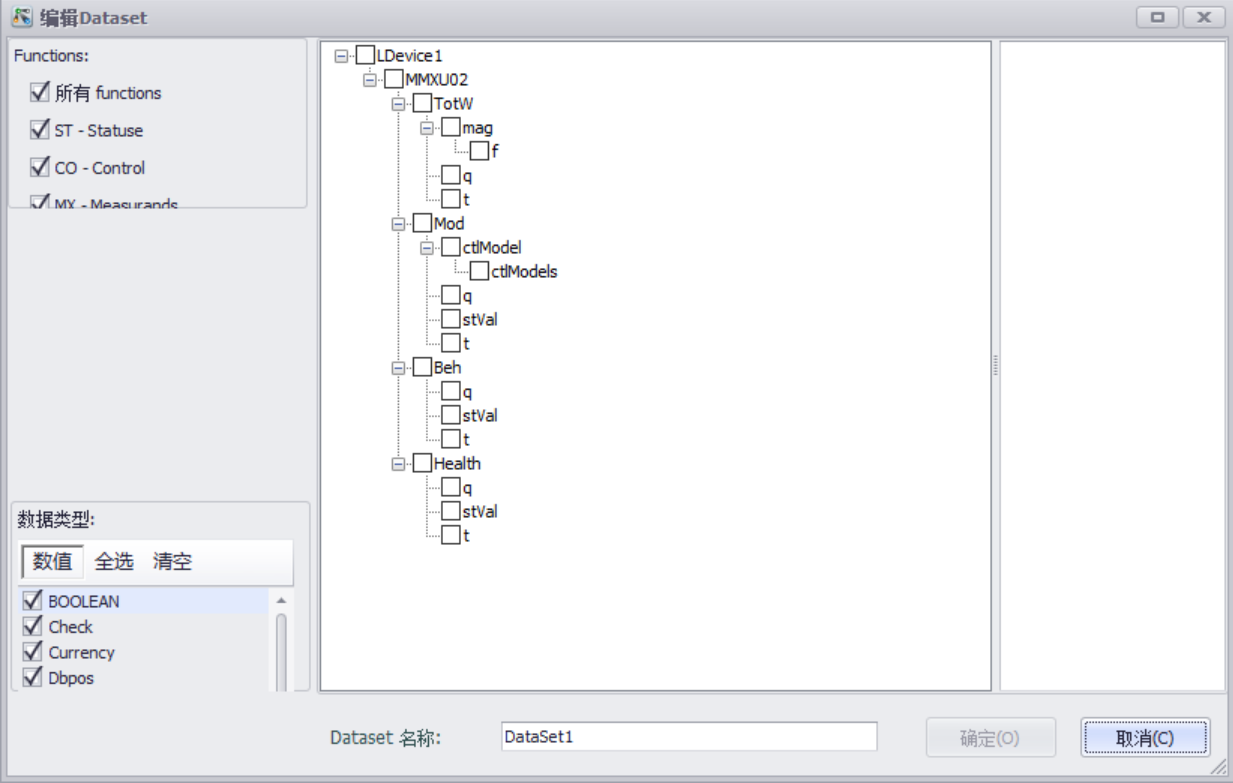 编辑Dataset
Functions:
所有 functions
ST - Statuse
CO - Control
MX - Measurands
LDevice1
MMXU02
TotW
mag
f
q
t
Mod
ctlModel
ctlModels
q
stVal
t
Beh
q
stVal
t
Health
q
stVal
t
数据类型:
数值 全选 清空
BOOLEAN
Check
Currency
Dbpos
Dataset 名称: DataSet1 确定(O) 取消(C)